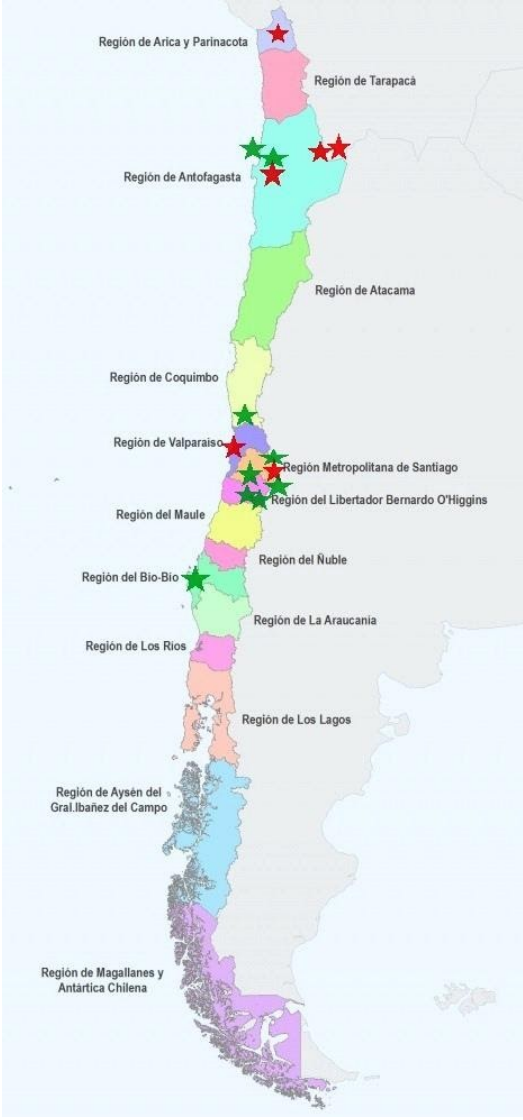 Región de Arica y Parinacota
Región de Tarapacá
Región de Antofagasta
Región de Atacama
Región de Coquimbo
Región de Valparaíso
Región Metropolitana de Santiago
Región del Libertador Bernardo O'Higgins
Región del Maule
Región del Ñuble
Región del Bío-Bío
Región de La Araucanía
Región de Los Ríos
Región de Los Lagos
Región de Aysén del
Gral.Ibañez del Campo
Región de Magallanes y
Antártica Chilena